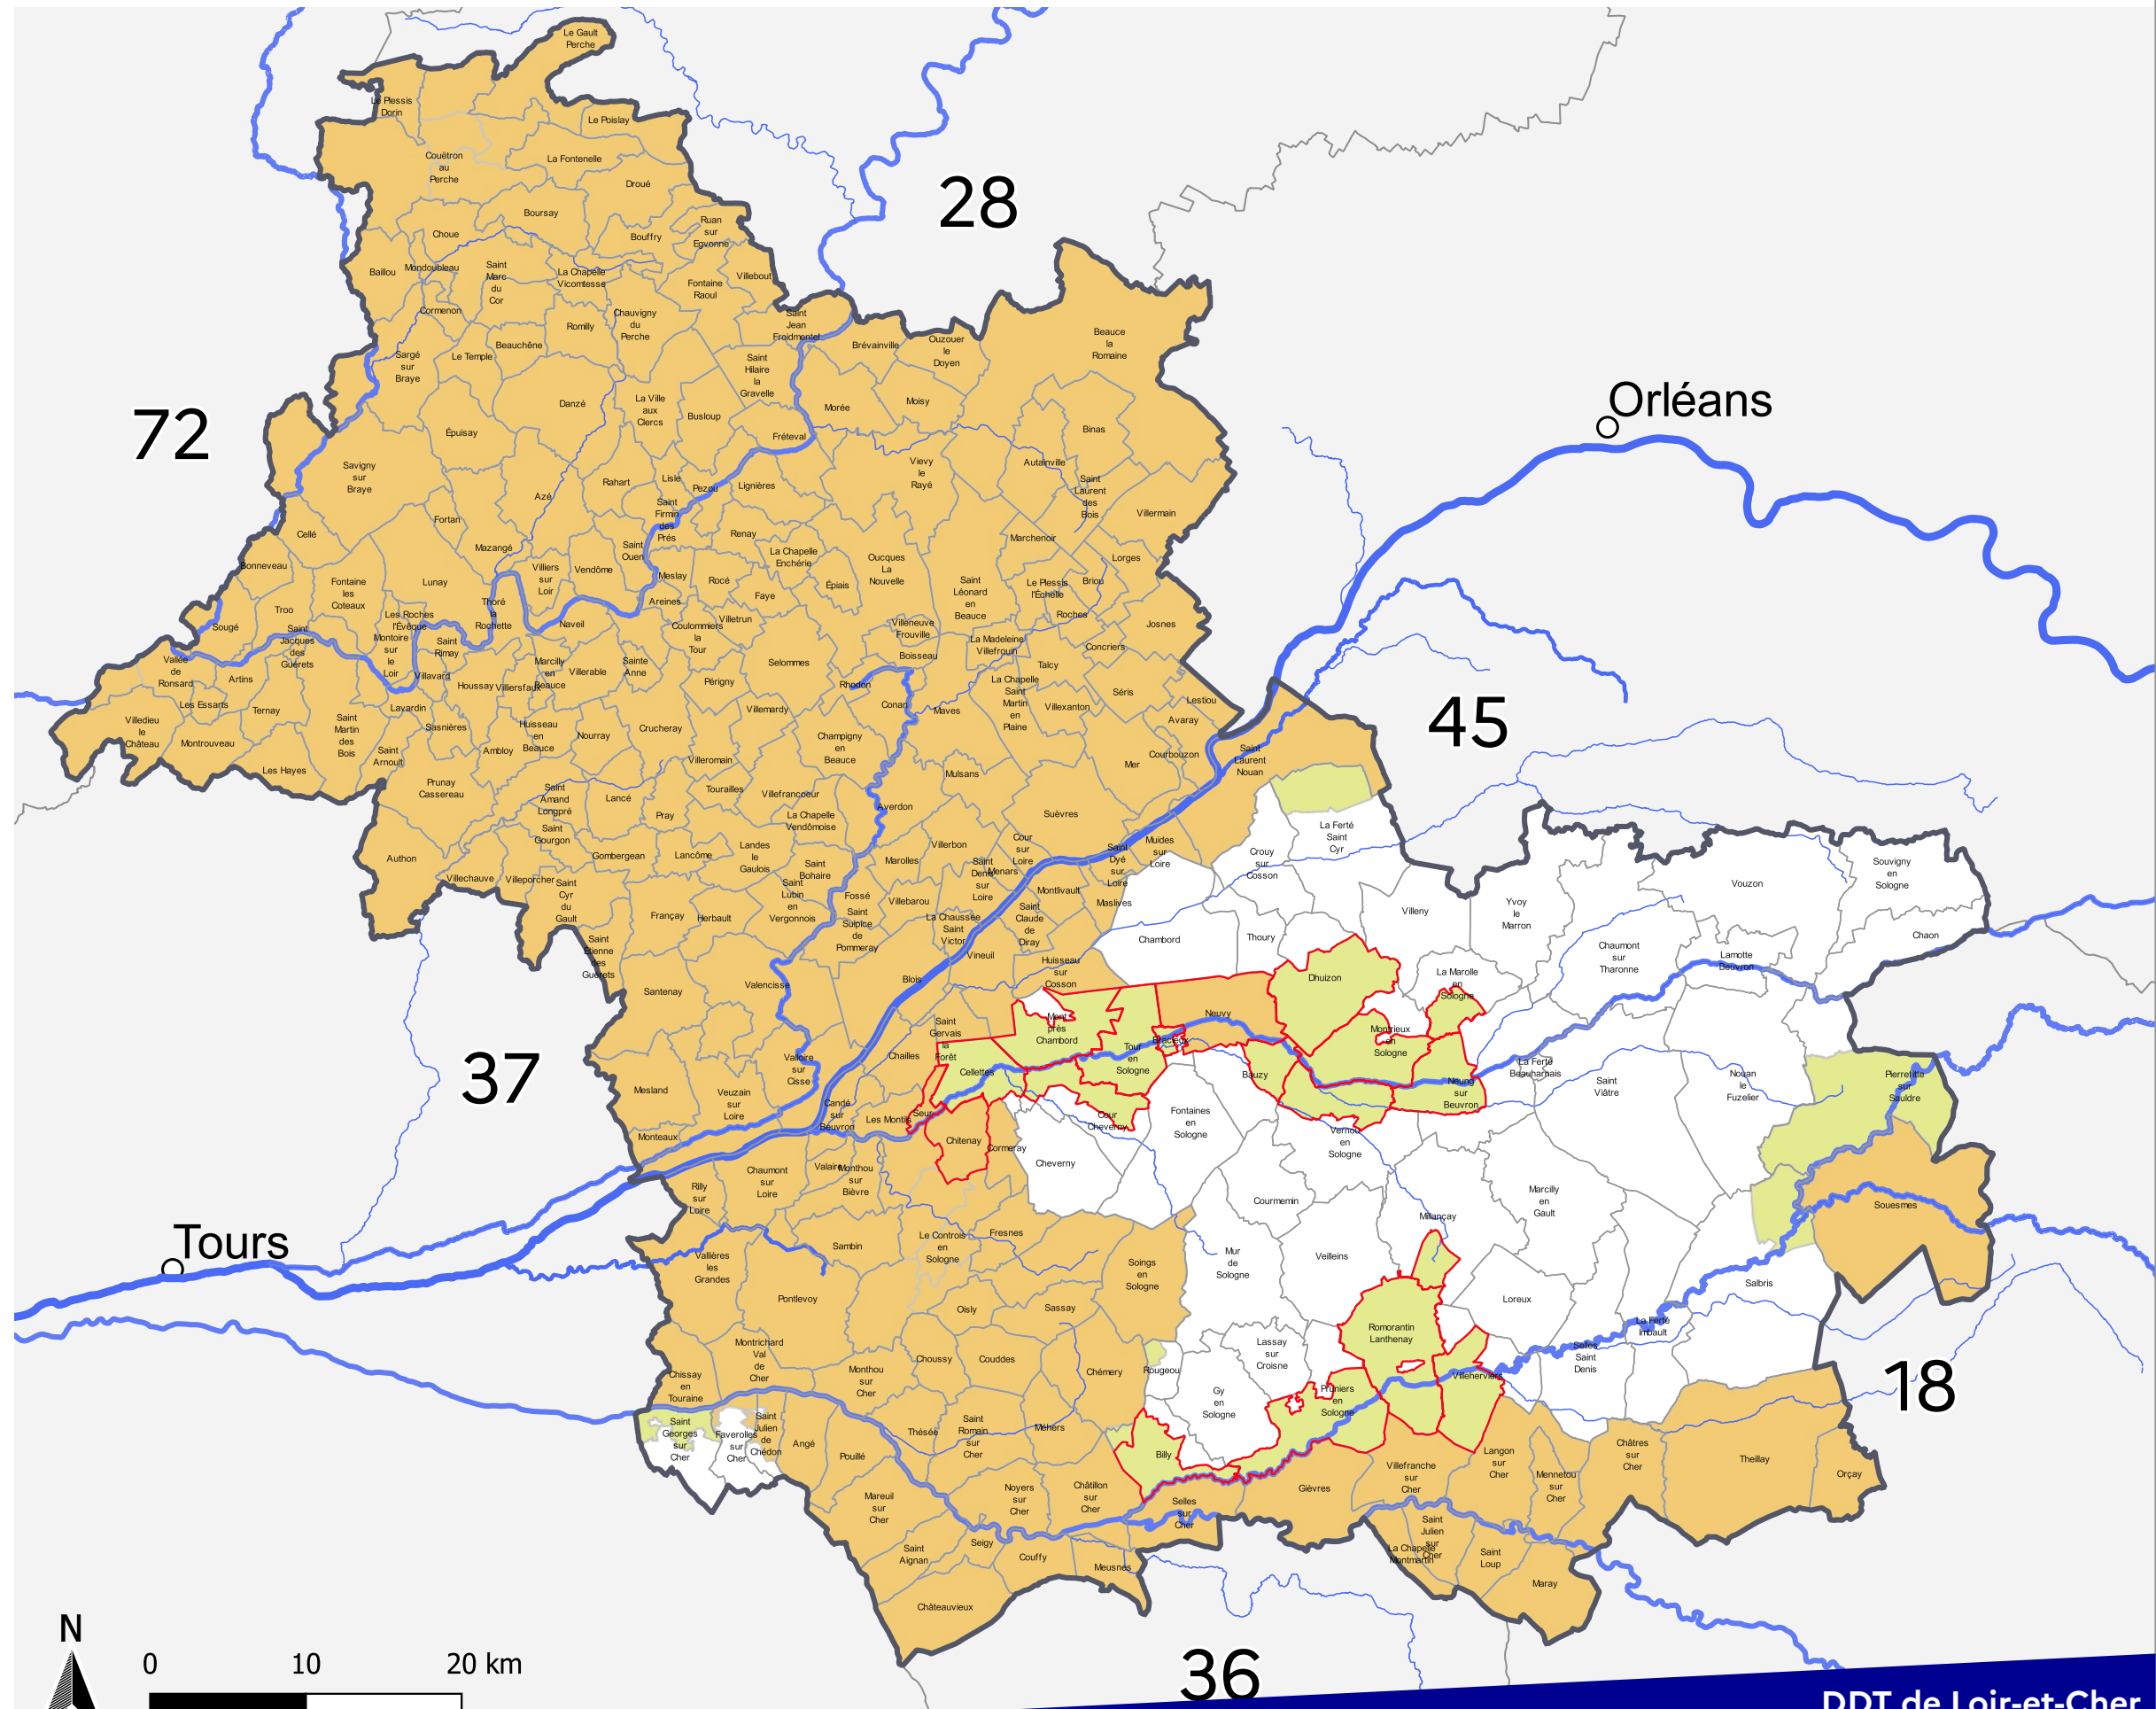 Le Gault
Perche
Le Plessis
Dorin
Le Poislay
Couëtron
au
Perche
La Fontenelle
Droué
28
Boursay
Ruan
sur
Egvonne
Choue
Bouffry
Baillou
Mondoubleau
Saint
Marc
du
Cor
La Chapelle
Vicomtesse
Villebout
Fontaine
Raoul
Cormenon
Romilly
Chauvigny
du
Perche
Saint
Jean
Froidmentel
Brévainville
Ouzouer
le
Doyen
Beauce
la
Romaine
Sargé
sur
Braye
Le Temple
Beauchêne
Saint
Hilaire
la
Gravelle
Orléans
72
Danzé
La Ville
aux
Clercs
Busloup
Morée
Moisy
Épuisay
Fréteval
Binas
Savigny
sur
Braye
Vievy
le
Rayé
Autainville
Saint
Laurent
des
Bois
Azé
Rahart
Lisle
Pezou
Lignières
Saint
Firmin
des
Prés
Villermain
Cellé
Fortan
Mazangé
Saint
Ouen
Renay
La Chapelle
Enchérie
Marchenoir
Lorges
Bonneveau
Fontaine
les
Coteaux
Lunay
Villiers
sur
Loir
Vendôme
Meslay
Rocé
Épiais
Oucques
La
Nouvelle
Saint
Léonard
en
Beauce
Le Plessis
l'Échelle
Briou
Troo
Sougé
Saint
Jacques
des
Guérets
Les Roches
l'Évêque
Thoré
la
Rochette
Areines
Faye
Naveil
Coulommiers
la
Tour
Villetrun
Roches
Josnes
Montoire
sur
le
Loir
Saint
Rimay
Villeneuve
Frouville
La Madeleine
Villefrouin
Concriers
Vallée
de
Ronsard
Artins
Villavard
Houssay
Villiersfaux
Marcilly
en
Beauce
Villerable
Sainte
Anne
Selommes
Boisseau
Talcy
Périgny
Rhodon
La Chapelle
Saint
Martin
en
Plaine
Séris
Lestiou
Les Essarts
Ternay
Lavardin
Conan
Maves
Villexanton
Avaray
45
Villedieu
le
Château
Montrouveau
Saint
Martin
des
Bois
Sasnières
Huisseau
en
Beauce
Nourray
Crucheray
Villemardy
Champigny
en
Beauce
Ambloy
Saint
Arnoult
Les Hayes
Villeromain
Mulsans
Mer
Courbouzon
Saint
Laurent
Nouan
Prunay
Cassereau
Saint
Amand
Longpré
Lancé
Tourailles
Villefrancoeur
Averdon
Suèvres
Pray
La Chapelle
Vendômoise
Saint
Gourgon
Authon
Gombergean
Lancôme
Landes
le
Gaulois
Saint
Bohaire
Marolles
Villerbon
Cour
sur
Loire
Menars
Saint
Denis
sur
Loire
Saint
Dyé
sur
Loire
Muides
sur
Loire
Crouy
sur
Cosson
La Ferté
Saint
Cyr
Villechauve
Villeporcher
Saint
Cyr
du
Gault
Saint
Lubin
en
Vergonnois
Fossé
Villebarou
Montlivault
Maslives
Vouzon
Souvigny
en
Sologne
Françay
Herbault
Saint
Sulpice
de
Pommeray
La Chaussée
Saint
Victor
Saint
Claude
de
Diray
Villeny
Yvoy
le
Marron
Chaon
Saint
Étienne
des
Guérets
Vineuil
Chambord
Thoury
Chaumont
sur
Tharonne
Lamotte
Beuvron
Santenay
Valencisse
Blois
Huisseau
sur
Cosson
Dhuizon
La Marolle
en
Sologne
Saint
Gervais
la
Forêt
Mont
près
Chambord
Neuvy
Bracieux
Montrieux
en
Sologne
37
Valloire
sur
Cisse
Chailles
Cellettes
Tour
en
Sologne
Bauzy
Neung
sur
Beuvron
La Ferté
Beauharnais
Saint
Viâtre
Nouan
le
Fuzelier
Pierrefitte
sur
Sauldre
Mesland
Veuzain
sur
Loire
Candé
sur
Beuvron
Les Montils
Seur
Cour
Cheverny
Fontaines
en
Sologne
Vernou
en
Sologne
Monteaux
Chitenay
Cormeray
Cheverny
Valaire
Monthou
sur
Bièvre
Chaumont
sur
Loire
Rilly
sur
Loire
Courmemin
Marcilly
en
Gault
Souesmes
Tours
Sambin
Le Controis
en
Sologne
Fresnes
Millançay
Vallières
les
Grandes
Soings
en
Sologne
Mur
de
Sologne
Veilleins
Salbris
Pontlevoy
Oisly
Sassay
Loreux
La Ferté
Imbault
Romorantin
Lanthenay
Montrichard
Val
de
Cher
Monthou
sur
Cher
Choussy
Couddes
Chémery
Rougeou
Lassay
sur
Croisne
Selles
Saint
Denis
Villeherviers
18
Chissay
en
Touraine
Gy
en
Sologne
Pruniers
en
Sologne
Saint
Georges
sur
Cher
Faverolles
sur
Cher
Saint
Julien
de
Chédon
Angé
Thésée
Saint
Romain
sur
Cher
Méhers
Pouillé
Billy
Langon
sur
Cher
Châtres
sur
Cher
Theillay
Orçay
Villefranche
sur
Cher
Mennetou
sur
Cher
Gièvres
Mareuil
sur
Cher
Noyers
sur
Cher
Châtillon
sur
Cher
Selles
sur
Cher
Saint
Julien
sur
Cher
La Chapelle
Montmartin
Saint
Loup
Maray
Saint
Aignan
Seigy
Couffy
Meusnes
Châteauvieux
N
0 10 20 km
36
DDT de Loir-et-Cher